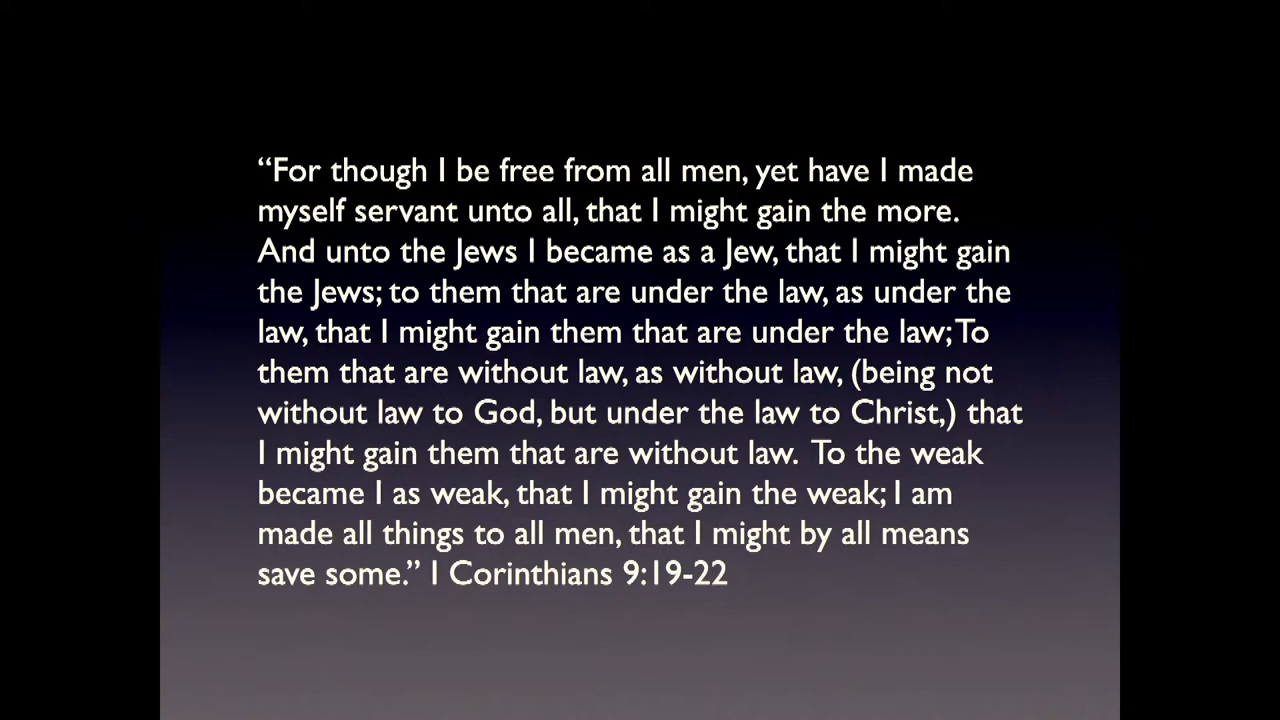 “For though I be free from all men, yet have I made
myself servant unto all, that I might gain the more.
And unto the Jews I became as a Jew, that I might gain
the Jews; to them that are under the law, as under the
law, that I might gain them that are under the law; To
them that are without law, as without law, (being not
without law to God, but under the law to Christ,) that
I might gain them that are without law. To the weak
became I as weak, that I might gain the weak; I am
made all things to all men, that I might by all means
save some.” I Corinthians 9:19-22